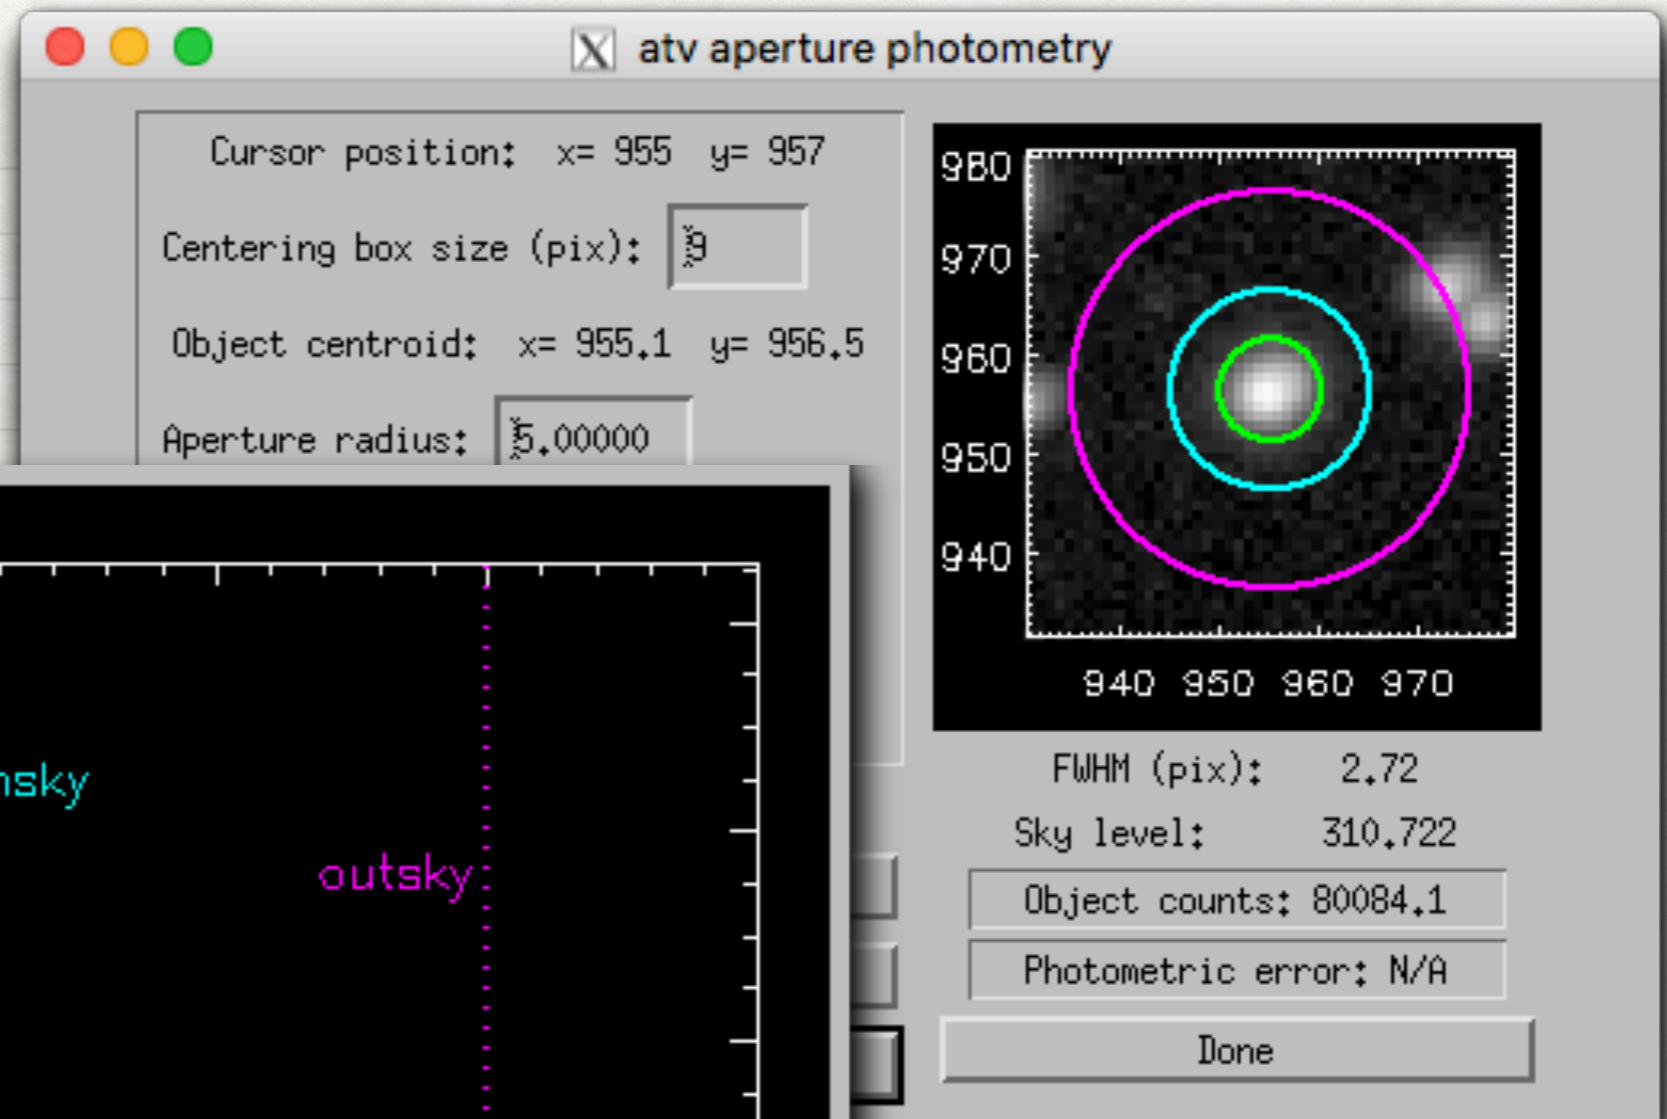 X atv aperture photometry
Cursor position: x= 955 y= 957
Centering box size (pix): 9
Object centroid: x= 955.1 y= 956.5
Aperture radius: 5.00000
980
970
960
950
940
940 950 960 970
FWHM (pix): 2.72
Sky level: 310.722
Object counts: 80084.1
Photometric error: N/A
Done
nsky
outsky